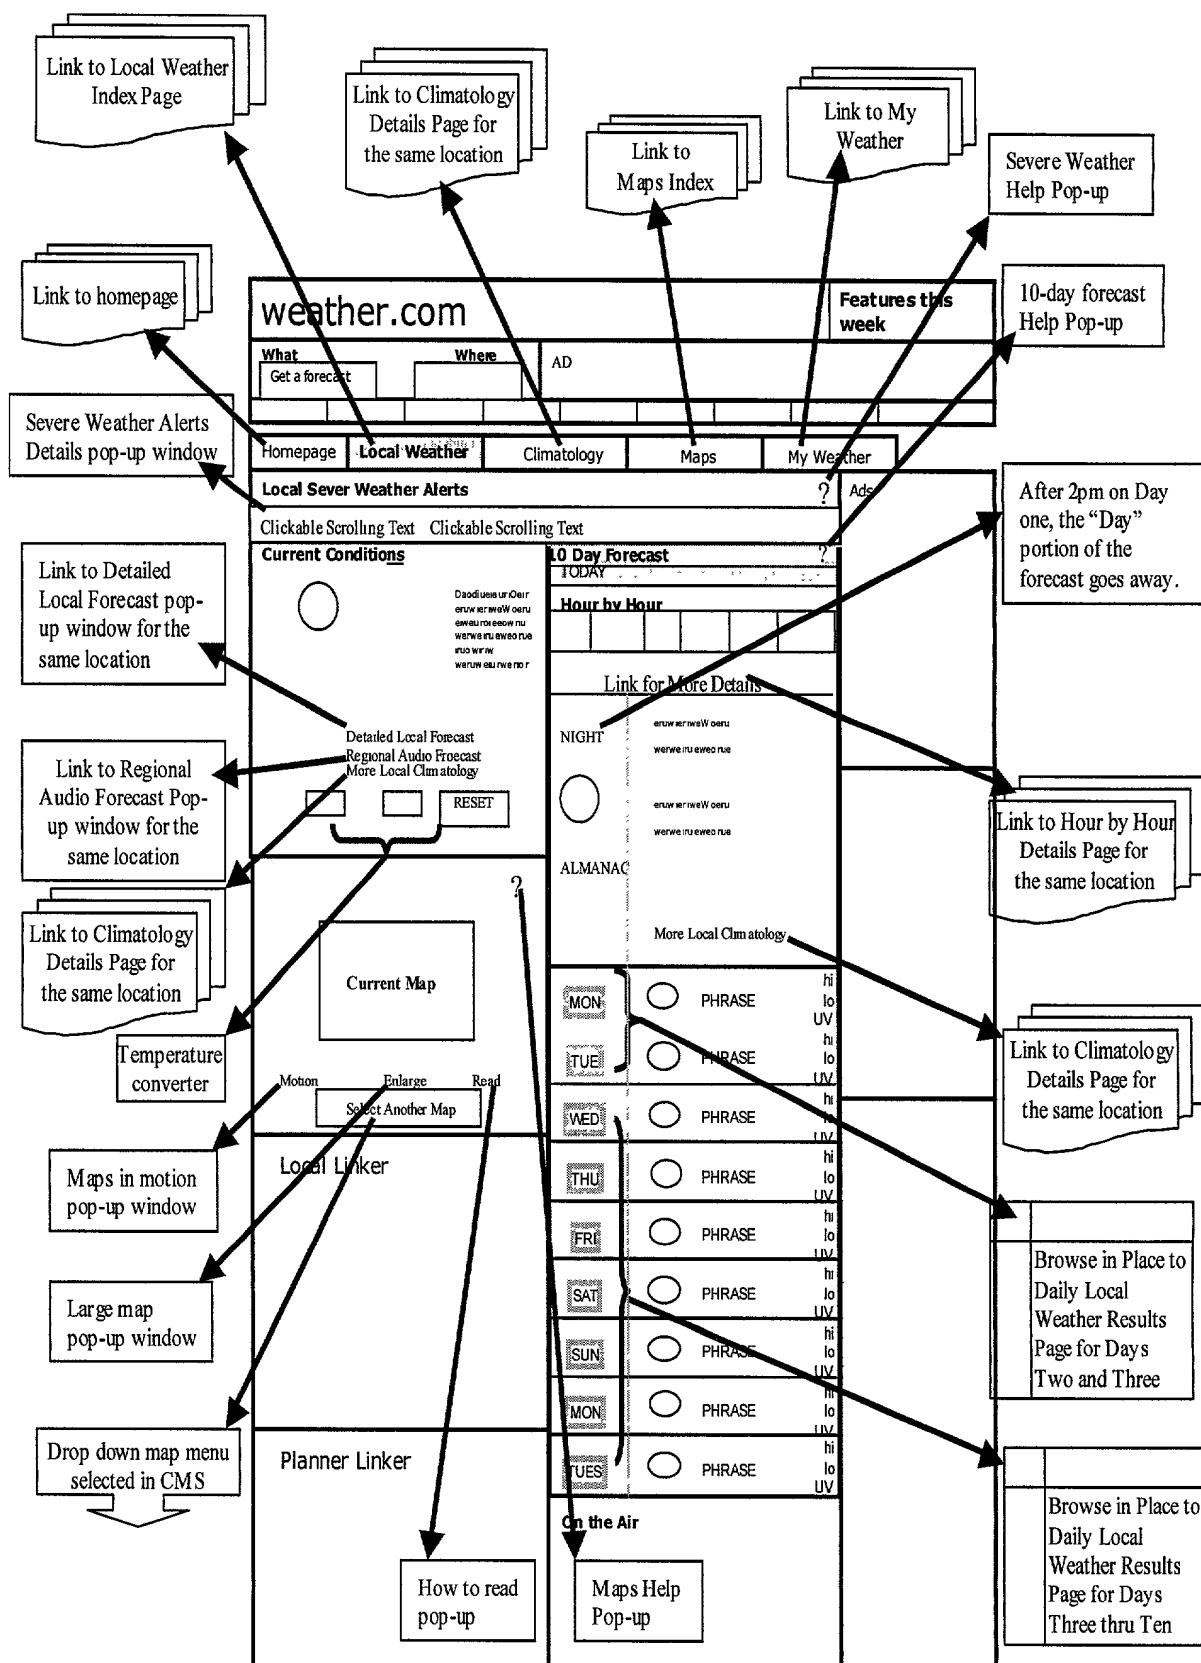 Link to Local Weather
Index Page
Link to Climatology
Details Page for
the same location
Link to
Maps Index
Link to My
Weather
Severe Weather
Help Pop-up
Link to homepage
weather.com
Features this
week
10-day forecast
Help Pop-up
What
Where
AD
Get a forecast
Severe Weather Alerts
Details pop-up window
Homepage
Local Weather
Climatology
Maps
My Weather
Local Sever Weather Alerts
?
Ads
Clickable Scrolling Text Clickable Scrolling Text
After 2pm on Day
one, the “Day”
portion of the
forecast goes away.
Current Conditions
10 Day Forecast
?
TODAY
Hour by Hour
Link to Detailed
Local Forecast pop-
up window for the
same location
Link for More Details
NIGHT
Detailed Local Forecast
Regional Audio Froecast
More Local Climatology
RESET
Link to Regional
Audio Forecast Pop-
up window for the
same location
Link to Hour by Hour
Details Page for
the same location
ALMANAC
?
More Local Climatology
Link to Climatology
Details Page for
the same location
Current Map
Temperature
converter
MON
PHRASE
hi
lo
UV
TUE
PHRASE
hi
lo
UV
Link to Climatology
Details Page for
the same location
Motion
Enlarge
Read
Select Another Map
WED
PHRASE
hi
lo
UV
Maps in motion
pop-up window
Local Linker
THU
PHRASE
hi
lo
UV
FRI
PHRASE
hi
lo
UV
Browse in Place to
Daily Local
Weather Results
Page for Days
Two and Three
Large map
pop-up window
SAT
PHRASE
hi
lo
UV
SUN
PHRASE
hi
lo
UV
MON
PHRASE
hi
lo
UV
Drop down map menu
selected in CMS
Planner Linker
TUES
PHRASE
hi
lo
UV
Browse in Place to
Daily Local
Weather Results
Page for Days
Three thru Ten
On the Air
How to read
pop-up
Maps Help
Pop-up